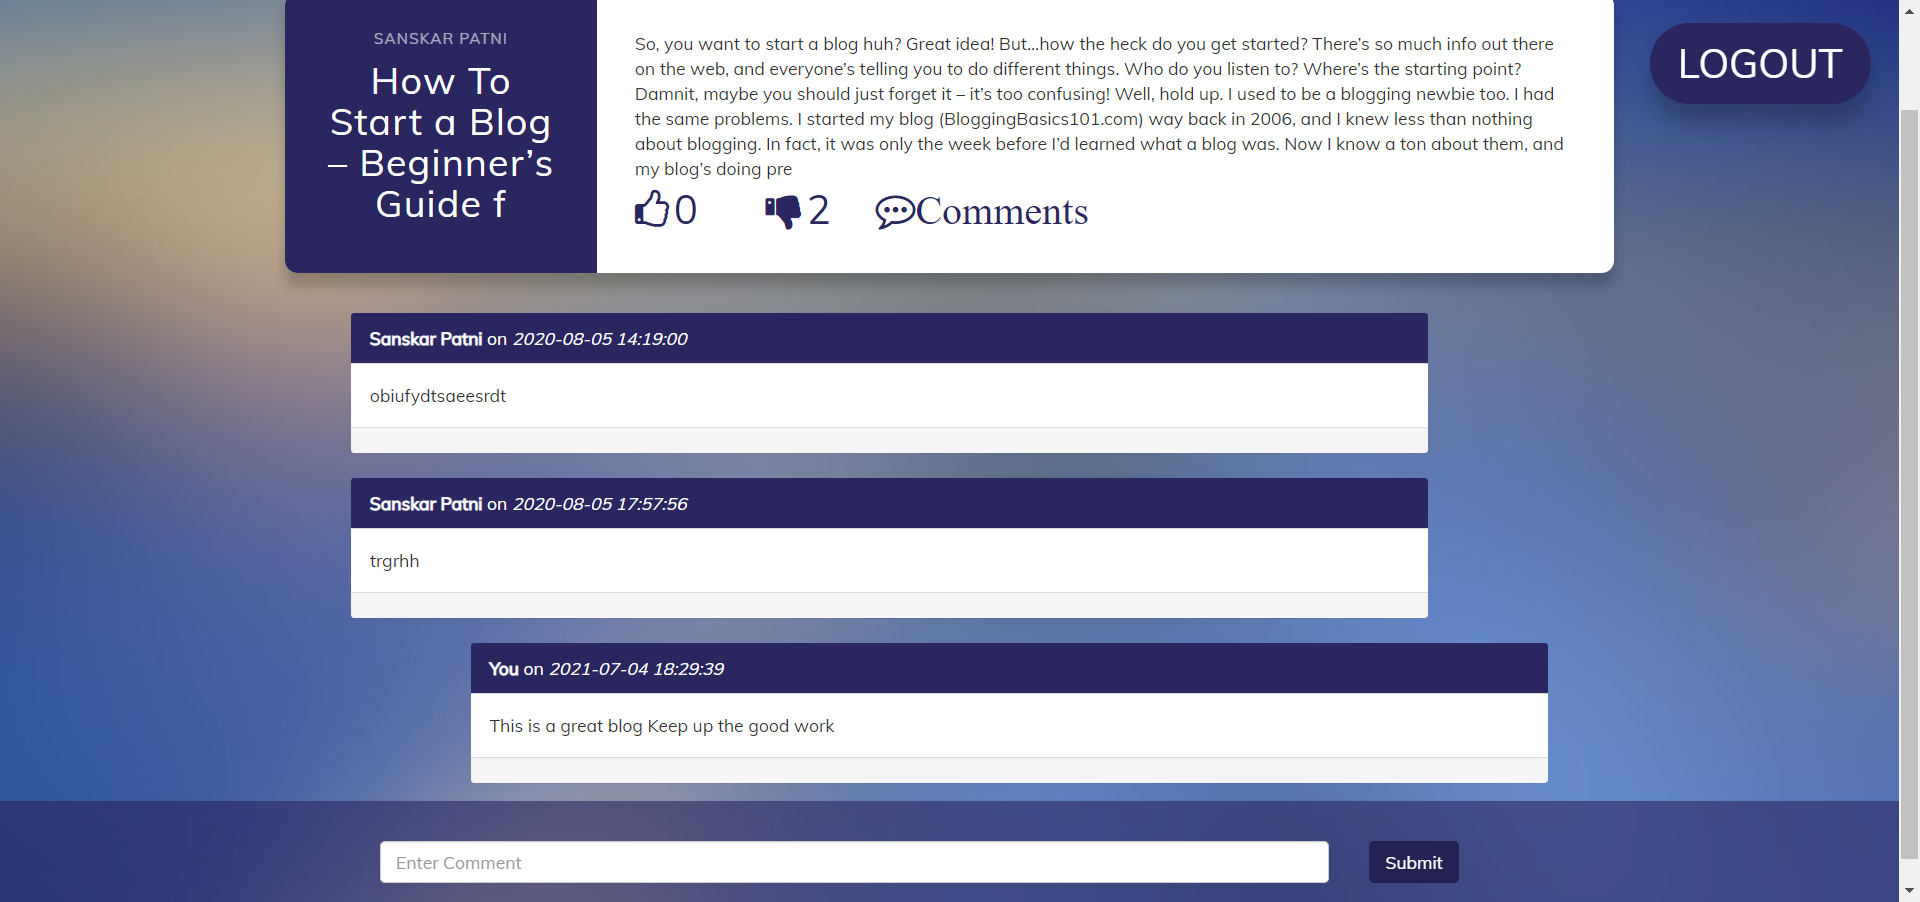 SANSKAR PATNI
How To
Start a Blog
– Beginner’s
Guide f
So, you want to start a blog huh? Great idea! But…how the heck do you get started? There’s so much info out there
on the web, and everyone’s telling you to do different things. Who do you listen to? Where’s the starting point?
Damnit, maybe you should just forget it – it’s too confusing! Well, hold up. I used to be a blogging newbie too. I had
the same problems. I started my blog (BloggingBasics101.com) way back in 2006, and I knew less than nothing
about blogging. In fact, it was only the week before I’d learned what a blog was. Now I know a ton about them, and
my blog’s doing pre
0 2 Comments
LOGOUT
Sanskar Patni on 2020-08-05 14:19:00
obiufydtsaeesrdt
Sanskar Patni on 2020-08-05 17:57:56
trgrhh
You on 2021-07-04 18:29:39
This is a great blog Keep up the good work
Enter Comment
Submit